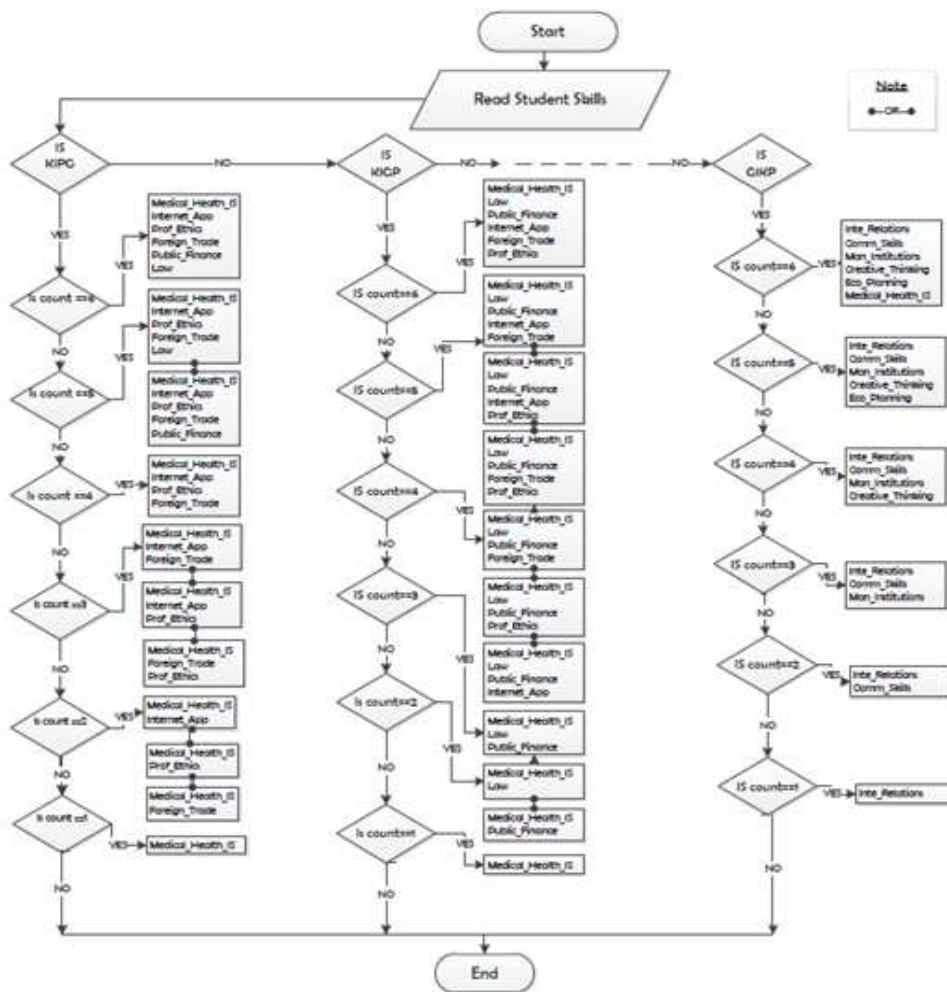 Start
Read Student Skills
Note
OR
IS
KIPG
NO
IS
KIGP
NO
NO
IS
GIKP
YES
YES
YES
Medical_Health_IS
Internet_App
Prof_Ethics
Foreign_Trade
Public_Finance
Law
YES
Is count ==6
NO
Medical_Health_IS
Internet_App
Prof_Ethics
Foreign_Trade
Law
YES
Is count ==5
Medical_Health_IS
Internet_App
Prof_Ethics
Foreign_Trade
Public_Finance
NO
Is count ==4
YES
Medical_Health_IS
Internet_App
Prof_Ethics
Foreign_Trade
NO
Is count ==3
YES
Medical_Health_IS
Internet_App
Foreign_Trade
Medical_Health_IS
Internet_App
Prof_Ethics
Medical_Health_IS
Foreign_Trade
Prof_Ethics
NO
Is count ==2
YES
Medical_Health_IS
Internet_App
Medical_Health_IS
Prof_Ethics
Medical_Health_IS
Foreign_Trade
NO
Is count ==1
YES
Medical_Health_IS
NO
Medical_Health_IS
Law
Public_Finance
Internet_App
Foreign_Trade
Prof_Ethics
YES
IS count==6
NO
Medical_Health_IS
Law
Public_Finance
Internet_App
Foreign_Trade
YES
IS count==5
Medical_Health_IS
Law
Public_Finance
Internet_App
Prof_Ethics
Medical_Health_IS
Law
Public_Finance
Foreign_Trade
Prof_Ethics
NO
IS count==4
YES
Medical_Health_IS
Law
Public_Finance
Foreign_Trade
Medical_Health_IS
Law
Public_Finance
Prof_Ethics
Medical_Health_IS
Law
Public_Finance
Internet_App
NO
IS count==3
YES
Medical_Health_IS
Law
Public_Finance
NO
Is count==2
YES
Medical_Health_IS
Law
Medical_Health_IS
Public_Finance
NO
Is count==1
YES
Medical_Health_IS
NO
IS count==6
YES
Inte_Relations
Comm_Skills
Man_Institutions
Creative_Thinking
Eco_Planning
Medical_Health_IS
NO
IS count==5
YES
Inte_Relations
Comm_Skills
Man_Institutions
Creative_Thinking
Eco_Planning
NO
IS count==4
YES
Inte_Relations
Comm_Skills
Man_Institutions
Creative_Thinking
NO
IS count==3
YES
Inte_Relations
Comm_Skills
Man_Institutions
NO
IS count==2
YES
Inte_Relations
Comm_Skills
NO
IS count==1
YES
Inte_Relations
NO
End